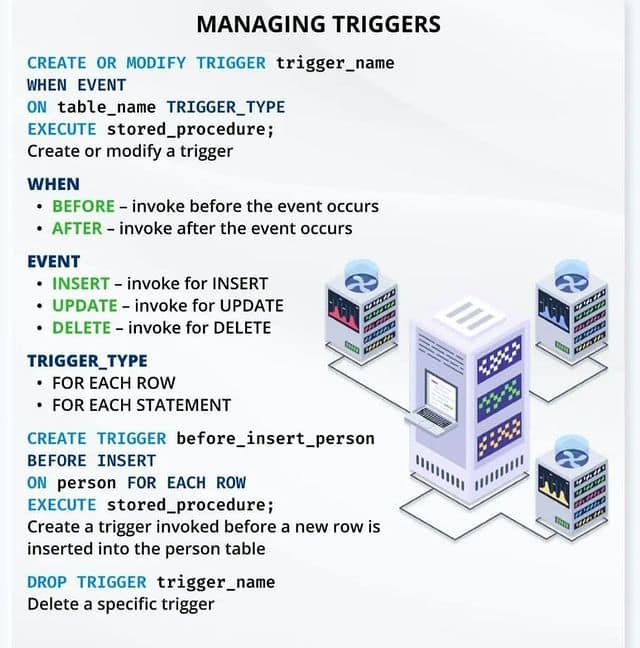 MANAGING TRIGGERS
CREATE OR MODIFY TRIGGER trigger_name
WHEN EVENT
ON table_name TRIGGER_TYPE
EXECUTE stored_procedure;
Create or modify a trigger
WHEN
• BEFORE – invoke before the event occurs
• AFTER – invoke after the event occurs
EVENT
• INSERT – invoke for INSERT
• UPDATE – invoke for UPDATE
• DELETE – invoke for DELETE
TRIGGER_TYPE
• FOR EACH ROW
• FOR EACH STATEMENT
CREATE TRIGGER before_insert_person
BEFORE INSERT
ON person FOR EACH ROW
EXECUTE stored_procedure;
Create a trigger invoked before a new row is
inserted into the person table
DROP TRIGGER trigger_name
Delete a specific trigger